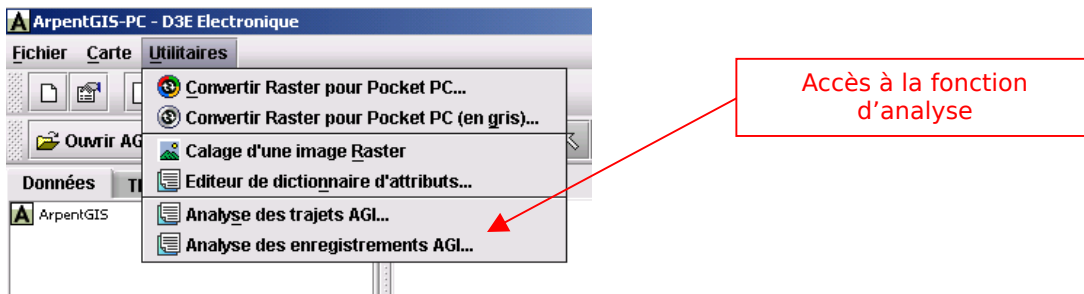 ArpentGIS-PC - D3E Electronique
Fichier Carte Utilitaires
Convertir Raster pour Pocket PC...
Convertir Raster pour Pocket PC (en gris)...
Ouvrir AG
Calage d'une image Raster
Données
Editeur de dictionnaire d'attributs...
ArpentGIS
Analyse des trajets AGI...
Analyse des enregistrements AGI...
Accès à la fonction
d'analyse